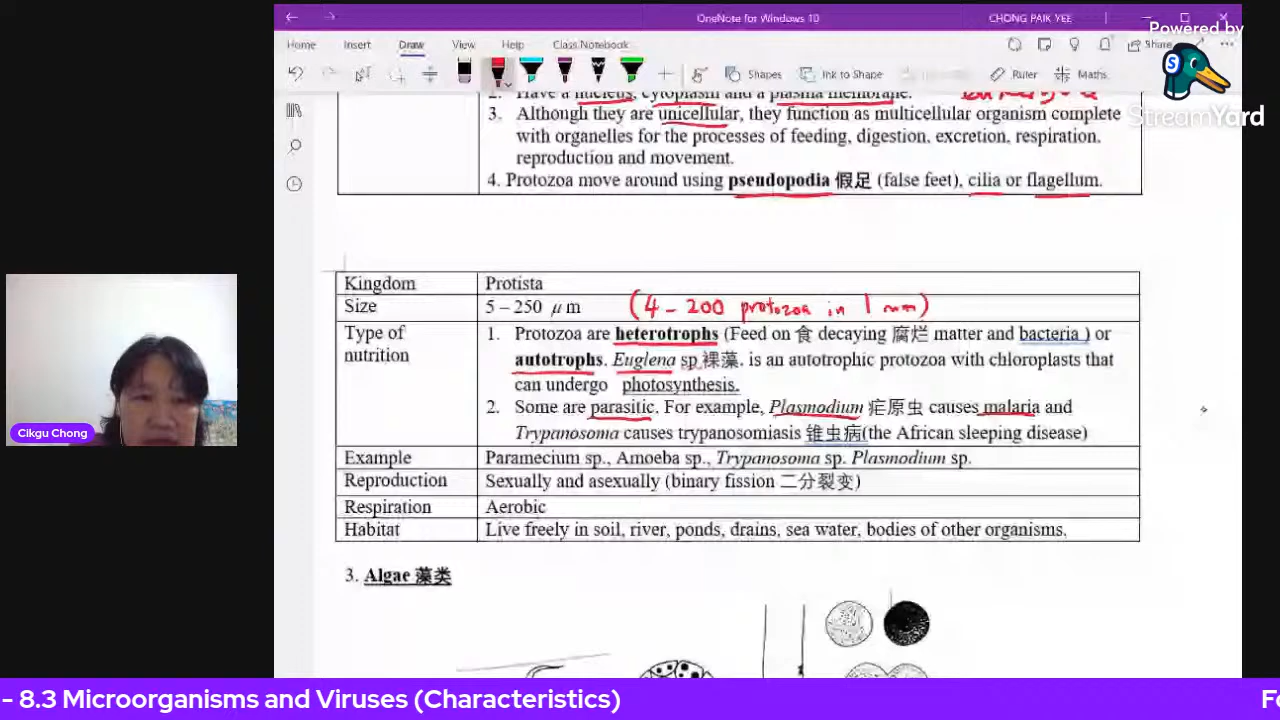 OneNote for Windows 10
CHONG PAIK YEE
Powered by
StreamYard
Home Insert Draw View Help Class Notebook Share
Shapes Ink to Shape Ruler Maths
2. Have a nucleus, cytoplasm and a plasma membrane.
3. Although they are unicellular, they function as multicellular organism complete
with organelles for the processes of feeding, digestion, excretion, respiration,
reproduction and movement.
4. Protozoa move around using pseudopodia 假足 (false feet), cilia or flagellum.
Kingdom Protista
Size 5 – 250 μ m (4 - 200 protozoa in 1 mm)
Type of nutrition 1. Protozoa are heterotrophs (Feed on 食 decaying 腐烂 matter and bacteria ) or
autotrophs. Euglena sp 裸藻. is an autotrophic protozoa with chloroplasts that
can undergo photosynthesis.
2. Some are parasitic. For example, Plasmodium 疟原虫 causes malaria and
Trypanosoma causes trypanosomiasis 锥虫病(the African sleeping disease)
Example Paramecium sp., Amoeba sp., Trypanosoma sp. Plasmodium sp.
Reproduction Sexually and asexually (binary fission 二分裂变)
Respiration Aerobic
Habitat Live freely in soil, river, ponds, drains, sea water, bodies of other organisms.
3. Algae 藻类
Cikgu Chong
- 8.3 Microorganisms and Viruses (Characteristics) Fo